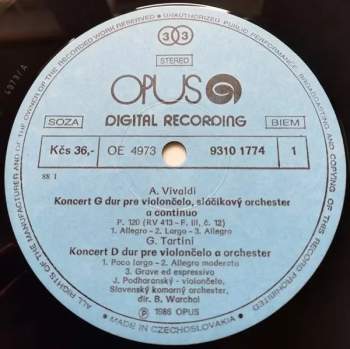 ALL RIGHTS OF THE MANUFACTURER AND OF THE OWNER OF THE RECORDED WORK RESERVED • UNAUTHORIZED PUBLIC PERFORMANCE, BROADCASTING AND COPYING OF THIS RECORD PROHIBITED
MADE IN CZECHOSLOVAKIA
33
STEREO
OPUS
SOZA
DIGITAL RECORDING
BIEM
Kčs 36,-
OE 4973
9310 1774
1
88 1
A. Vivaldi
Koncert G dur pre violončelo, sláčikový orchester
a continuo
P. 120 (RV 413 - F. III, č. 12)
1. Allegro - 2. Largo - 3. Allegro
G. Tartini
Koncert D dur pre violončelo a orchester
1. Poco largo - 2. Allegro moderato
3. Grave ed espressivo
J. Podhoranský - violončelo,
Slovenský komorný orchester,
dir. B. Warchal
℗ 1986 OPUS
4973/A